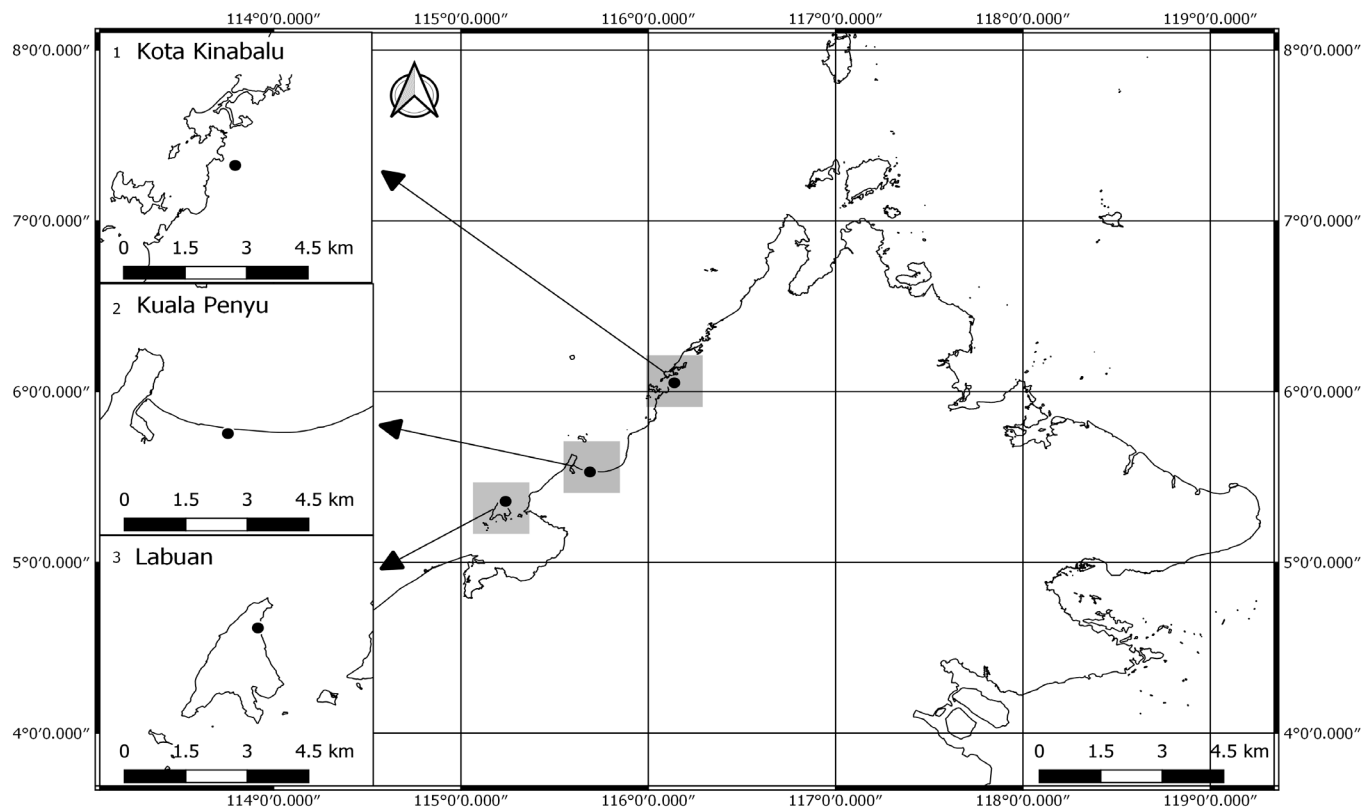 114°0′0.000″ 115°0′0.000″ 116°0′0.000″ 117°0′0.000″ 118°0′0.000″ 119°0′0.000″
8°0′0.000″ 8°0′0.000″
1 Kota Kinabalu
7°0′0.000″ 7°0′0.000″
0 1.5 3 4.5 km
2 Kuala Penyu
6°0′0.000″ 6°0′0.000″
0 1.5 3 4.5 km
3 Labuan
5°0′0.000″ 5°0′0.000″
4°0′0.000″ 4°0′0.000″
0 1.5 3 4.5 km
0 1.5 3 4.5 km
114°0′0.000″ 115°0′0.000″ 116°0′0.000″ 117°0′0.000″ 118°0′0.000″ 119°0′0.000″